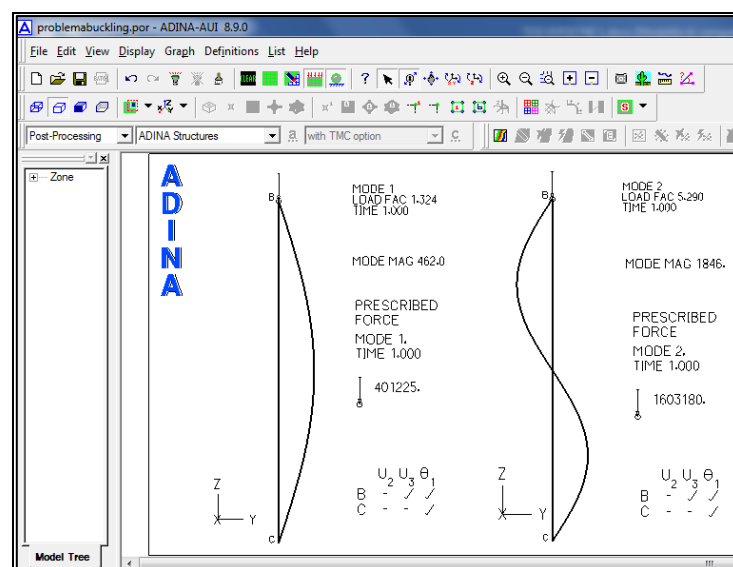 problemabuckling.por - ADINA-AUI 8.9.0
File Edit View Display Graph Definitions List Help
CLEAR
S
Post-Processing
ADINA Structures
a
with TMC option
C
Zone
Model Tree
ADINA
B
MODE 1
LOAD FAC 1.324
TIME 1.000
MODE MAG 462.0
PRESCRIBED
FORCE
MODE 1.
TIME 1.000
401225.
U2 U3 θ1
B - ✓ ✓
C - - ✓
Z
X Y
C
B
MODE 2
LOAD FAC 5.290
TIME 1.000
MODE MAG 1846.
PRESCRIBED
FORCE
MODE 2.
TIME 1.000
1603180.
U2 U3 θ1
B - ✓ ✓
C - - ✓
Z
X Y
C